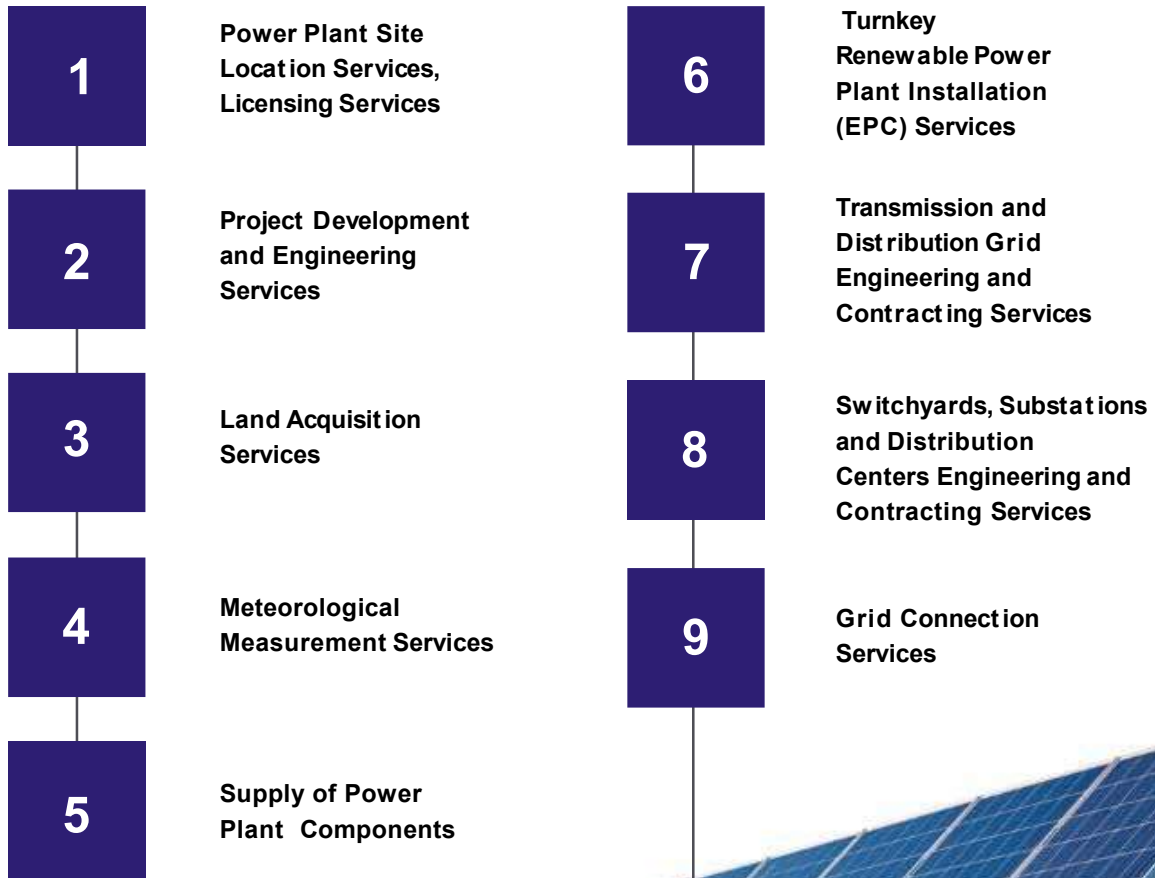 1
Power Plant Site
Location Services,
Licensing Services
2
Project Development
and Engineering
Services
3
Land Acquisition
Services
4
Meteorological
Measurement Services
5
Supply of Power
Plant Components
6
Turnkey
Renewable Power
Plant Installation
(EPC) Services
7
Transmission and
Distribution Grid
Engineering and
Contracting Services
8
Switchyards, Substations
and Distribution
Centers Engineering and
Contracting Services
9
Grid Connection
Services